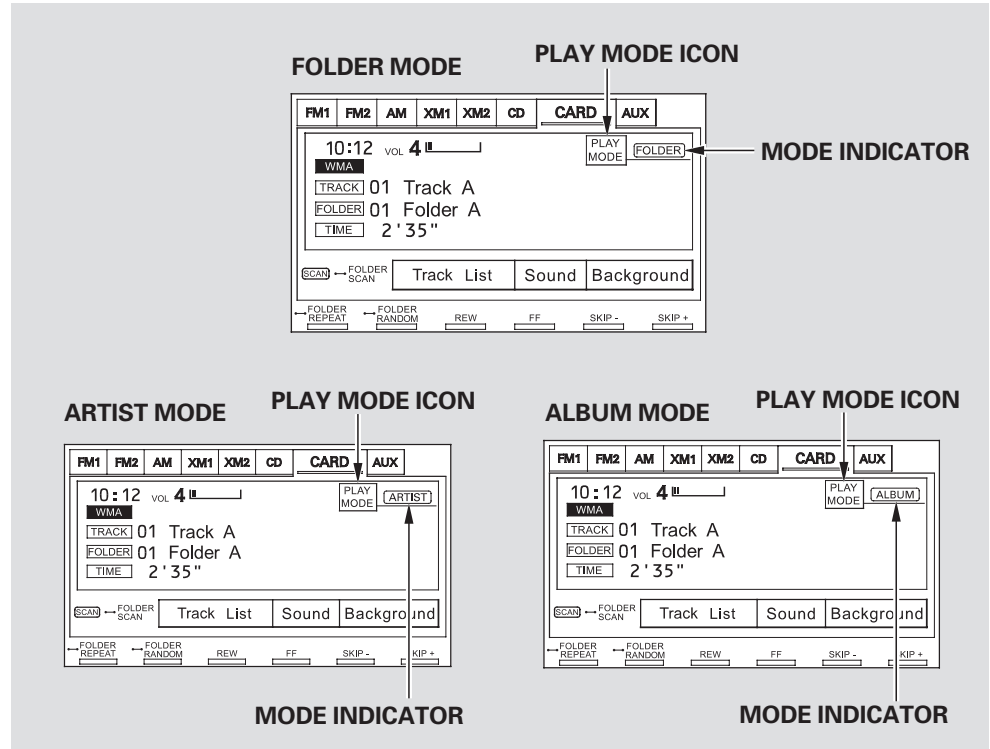 FOLDER MODE
PLAY MODE ICON
FM1 FM2 AM XM1 XM2 CD CARD AUX
10:12 VOL 4 PLAY MODE FOLDER
MODE INDICATOR
WMA
TRACK 01 Track A
FOLDER 01 Folder A
TIME 2'35"
SCAN FOLDER SCAN Track List Sound Background
FOLDER REPEAT FOLDER RANDOM REW FF SKIP - SKIP +
ARTIST MODE
PLAY MODE ICON
FM1 FM2 AM XM1 XM2 CD CARD AUX
10:12 VOL 4 PLAY MODE ARTIST
WMA
TRACK 01 Track A
FOLDER 01 Folder A
TIME 2'35"
SCAN FOLDER SCAN Track List Sound Background
FOLDER REPEAT FOLDER RANDOM REW FF SKIP - SKIP +
MODE INDICATOR
ALBUM MODE
PLAY MODE ICON
FM1 FM2 AM XM1 XM2 CD CARD AUX
10:12 VOL 4 PLAY MODE ALBUM
WMA
TRACK 01 Track A
FOLDER 01 Folder A
TIME 2'35"
SCAN FOLDER SCAN Track List Sound Background
FOLDER REPEAT FOLDER RANDOM REW FF SKIP - SKIP +
MODE INDICATOR